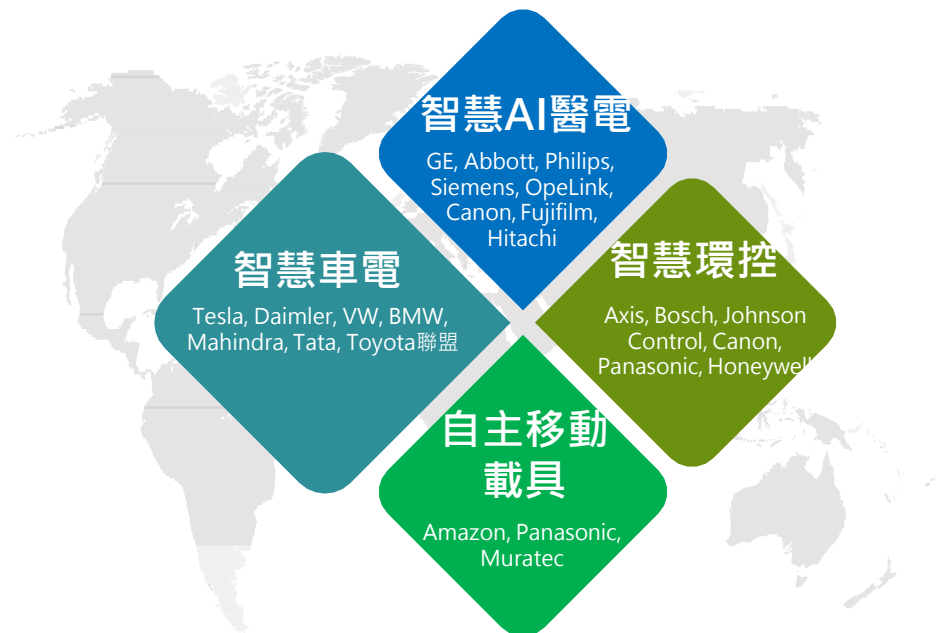 智慧AI醫電
GE, Abbott, Philips,
Siemens, OpeLink,
Canon, Fujifilm,
Hitachi
智慧車電
Tesla, Daimler, VW, BMW,
Mahindra, Tata, Toyota聯盟
智慧環控
Axis, Bosch, Johnson
Control, Canon,
Panasonic, Honeywell
自主移動
載具
Amazon, Panasonic,
Muratec